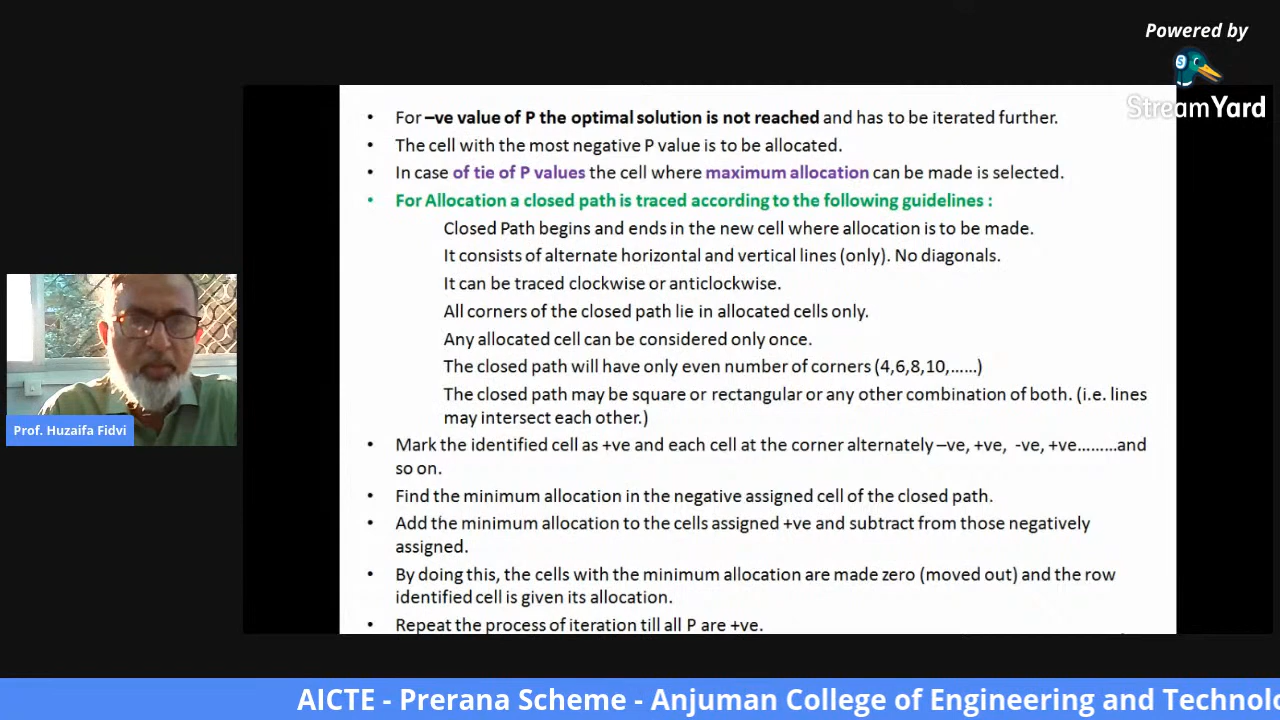 Powered by
StreamYard
• For –ve value of P the optimal solution is not reached and has to be iterated further.
• The cell with the most negative P value is to be allocated.
• In case of tie of P values the cell where maximum allocation can be made is selected.
• For Allocation a closed path is traced according to the following guidelines :
Closed Path begins and ends in the new cell where allocation is to be made.
It consists of alternate horizontal and vertical lines (only). No diagonals.
It can be traced clockwise or anticlockwise.
All corners of the closed path lie in allocated cells only.
Any allocated cell can be considered only once.
The closed path will have only even number of corners (4,6,8,10,……)
The closed path may be square or rectangular or any other combination of both. (i.e. lines
may intersect each other.)
• Mark the identified cell as +ve and each cell at the corner alternately –ve, +ve, -ve, +ve………and
so on.
• Find the minimum allocation in the negative assigned cell of the closed path.
• Add the minimum allocation to the cells assigned +ve and subtract from those negatively
assigned.
• By doing this, the cells with the minimum allocation are made zero (moved out) and the row
identified cell is given its allocation.
• Repeat the process of iteration till all P are +ve.
Prof. Huzaifa Fidvi
AICTE - Prerana Scheme - Anjuman College of Engineering and Technolo